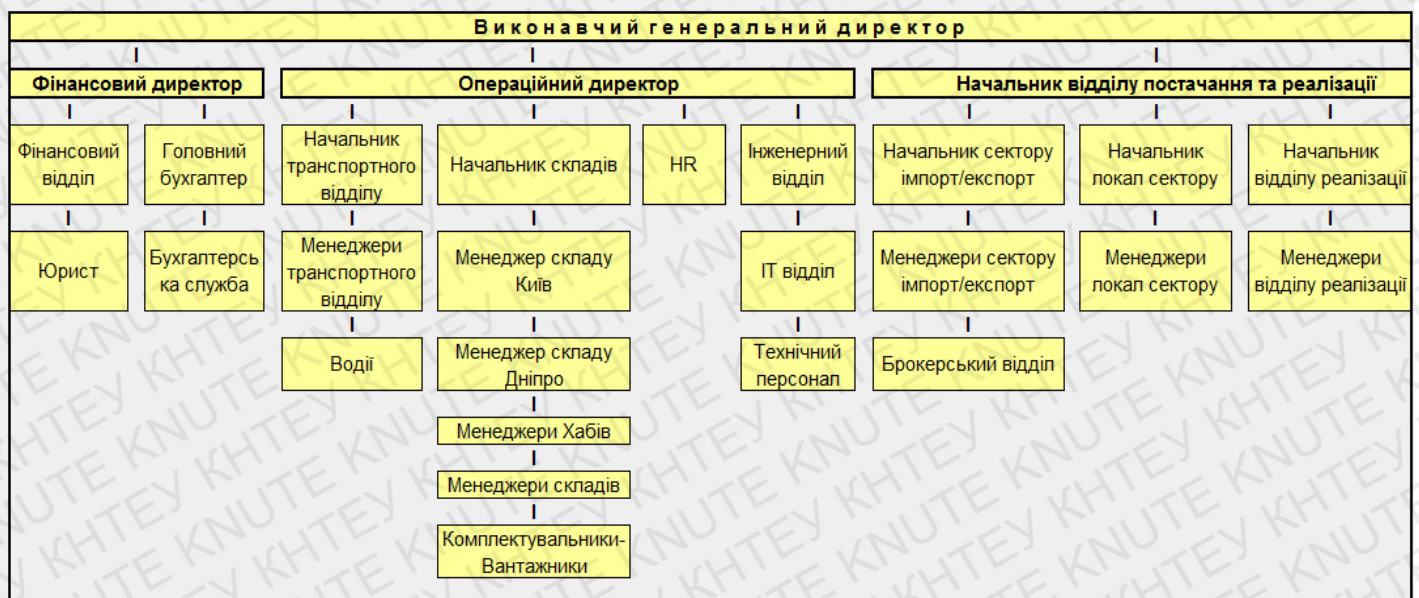 Виконавчий генеральний директор
Фінансовий директор
Операційний директор
Начальник відділу постачання та реалізації
Фінансовий
відділ
Головний
бухгалтер
Начальник
транспортного
відділу
Начальник складів
HR
Інженерний
відділ
Начальник сектору
імпорт/експорт
Начальник
локал сектору
Начальник
відділу реалізації
Юрист
Бухгалтерсь
ка служба
Менеджери
транспортного
відділу
Менеджер складу
Київ
ІТ відділ
Менеджери сектору
імпорт/експорт
Менеджери
локал сектору
Менеджери
відділу реалізації
Водії
Менеджер складу
Дніпро
Технічний
персонал
Брокерський відділ
Менеджери Хабів
Менеджери складів
Комплектувальники-
Вантажники